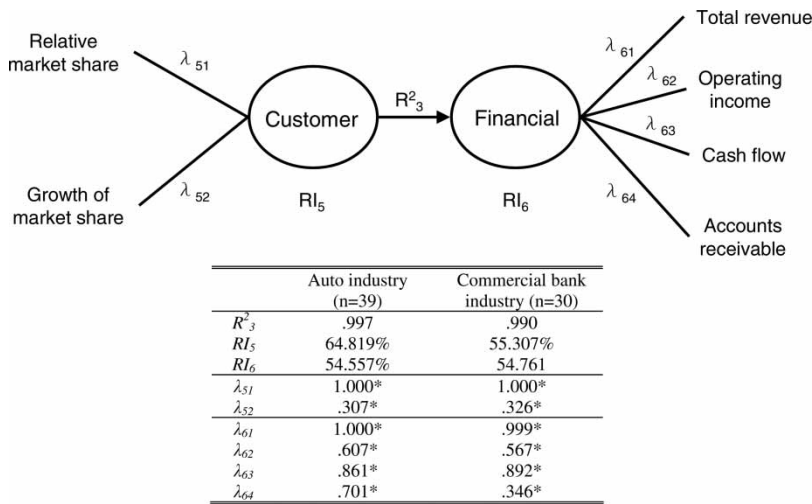 Relative
market share
λ 51
Growth of
market share
λ 52
Customer
RI5
R²3
Financial
RI6
λ 61
λ 62
λ 63
λ 64
Total revenue
Operating
income
Cash flow
Accounts
receivable
Auto industry
(n=39)
Commercial bank
industry (n=30)
R²3 .997 .990
RI5 64.819% 55.307%
RI6 54.557% 54.761
λ51 1.000* 1.000*
λ52 .307* .326*
λ61 1.000* .999*
λ62 .607* .567*
λ63 .861* .892*
λ64 .701* .346*